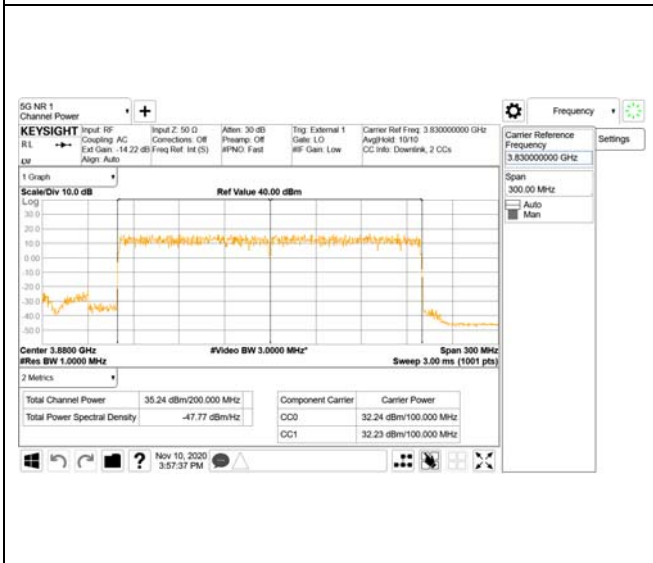 5G NR 1
Channel Power
Frequency
KEYSIGHT
RL
Input: RF
Coupling: AC
Ext Gain: -14.22 dB
Align: Auto
Input Z: 50 Ω
Corrections: Off
Freq Ref: Int (S)
Atten: 30 dB
Preamp: Off
#PNO: Fast
Trig: External 1
Gate: LO
#IF Gain: Low
Carrier Ref Freq: 3.830000000 GHz
Avg|Hold: 10/10
CC Info: Downlink, 2 CCs
Carrier Reference
Frequency
3.830000000 GHz
Settings
Span
300.00 MHz
Auto
Man
1 Graph
Scale/Div 10.0 dB
Ref Value 40.00 dBm
Log
30.0
20.0
10.0
0.00
-10.0
-20.0
-30.0
-40.0
-50.0
Center 3.8800 GHz
#Video BW 3.0000 MHz*
Span 300 MHz
#Res BW 1.0000 MHz
Sweep 3.00 ms (1001 pts)
2 Metrics
Total Channel Power
35.24 dBm/200.000 MHz
Total Power Spectral Density
-47.77 dBm/Hz
Component Carrier
Carrier Power
CC0
32.24 dBm/100.000 MHz
CC1
32.23 dBm/100.000 MHz
?
Nov 10, 2020
3:57:37 PM